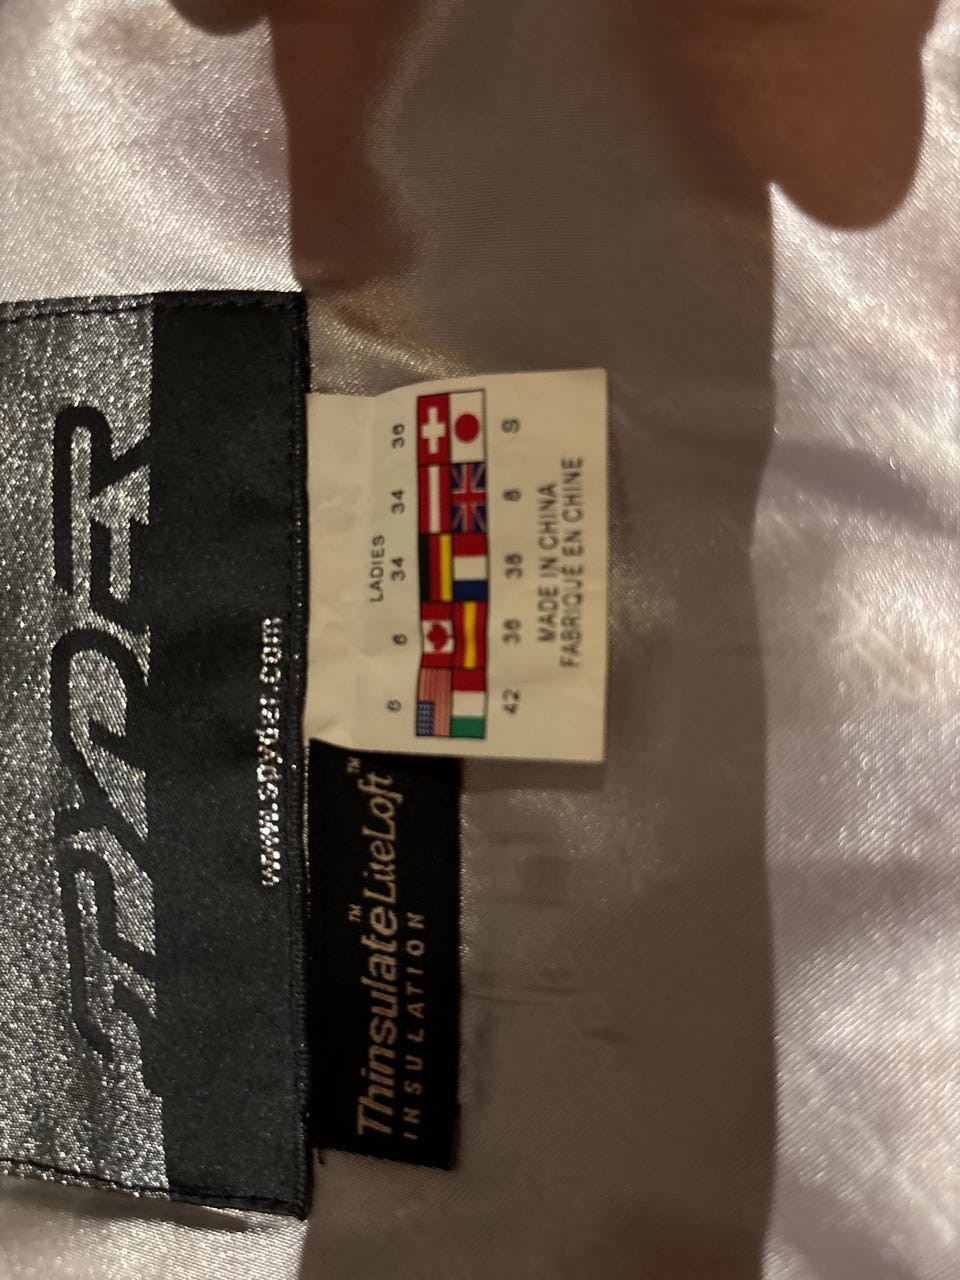 SPYDER
www.spyder.com
LADIES
6 6 34 34 36
42 36 38 8 S
MADE IN CHINA
FABRIQUÉ EN CHINE
Thinsulate™ LiteLoft™
INSULATION